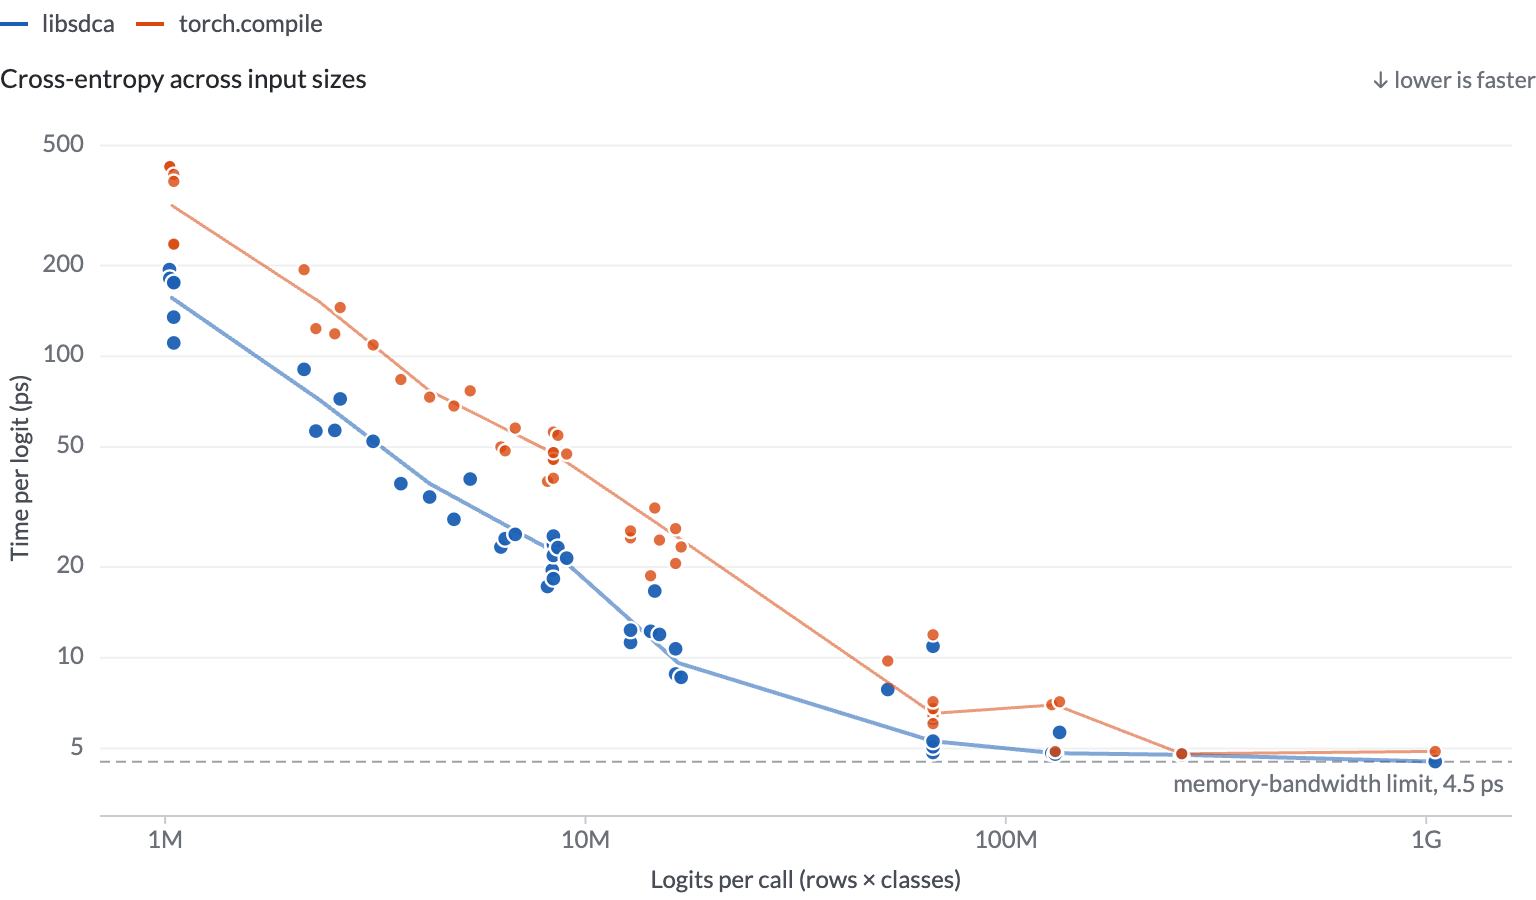 libsdca torch.compile
Cross-entropy across input sizes
↓ lower is faster
500
200
100
50
20
10
5
Time per logit (ps)
memory-bandwidth limit, 4.5 ps
1M 10M 100M 1G
Logits per call (rows × classes)